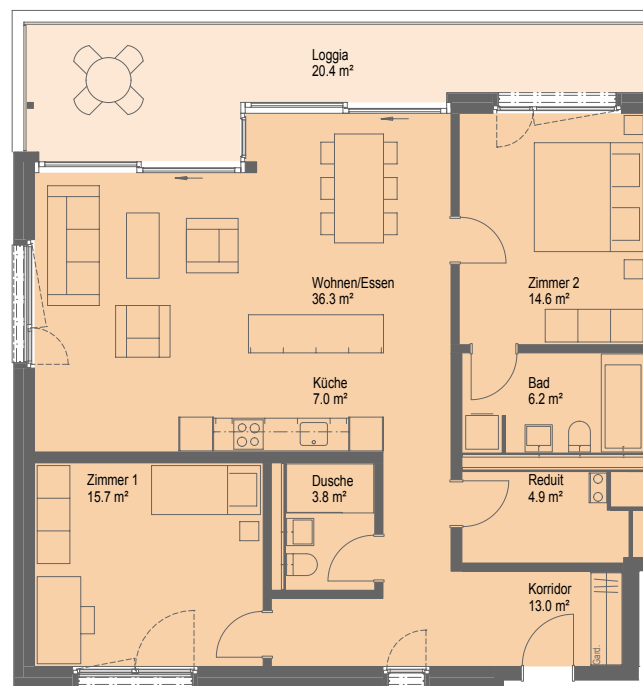 Loggia
20.4 m²
Wohnen/Essen
36.3 m²
Zimmer 2
14.6 m²
Küche
7.0 m²
Bad
6.2 m²
Zimmer 1
15.7 m²
Dusche
3.8 m²
Reduit
4.9 m²
Korridor
13.0 m²
Gard.